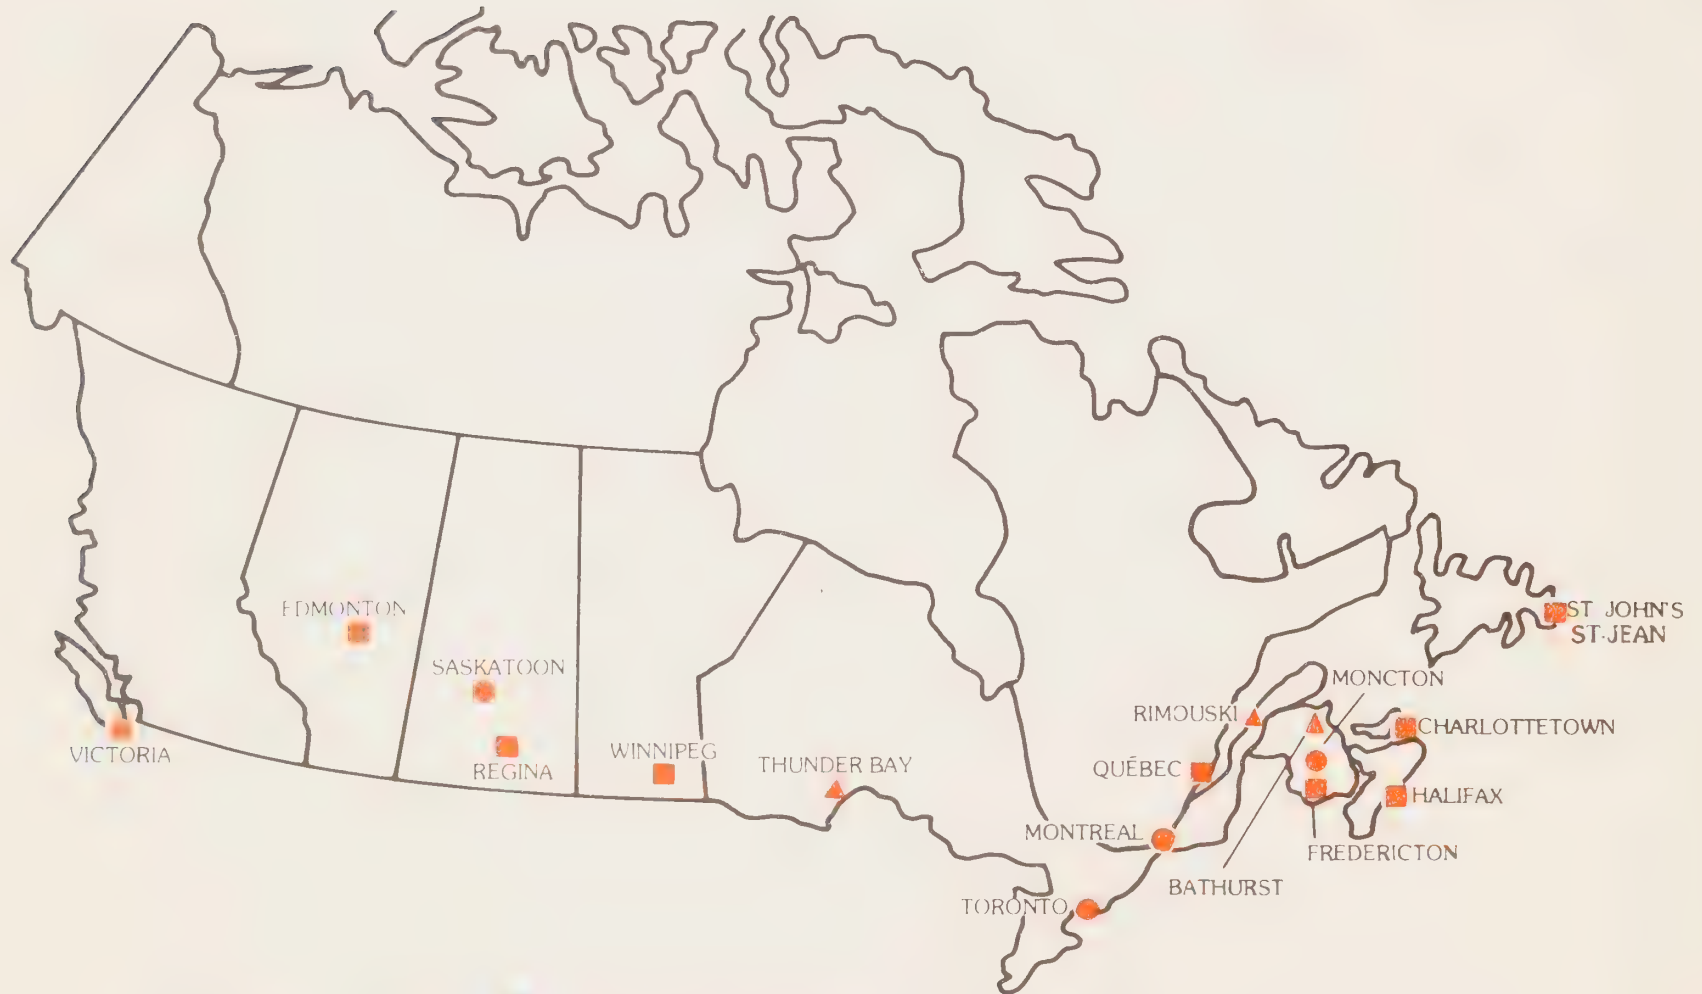 EDMONTON
SASKATOON
VICTORIA
REGINA
WINNIPEG
THUNDER BAY
ST JOHN'S
ST-JEAN
MONCTON
RIMOUSKI
CHARLOTTETOWN
QUÉBEC
HALIFAX
MONTREAL
FREDERICTON
BATHURST
TORONTO